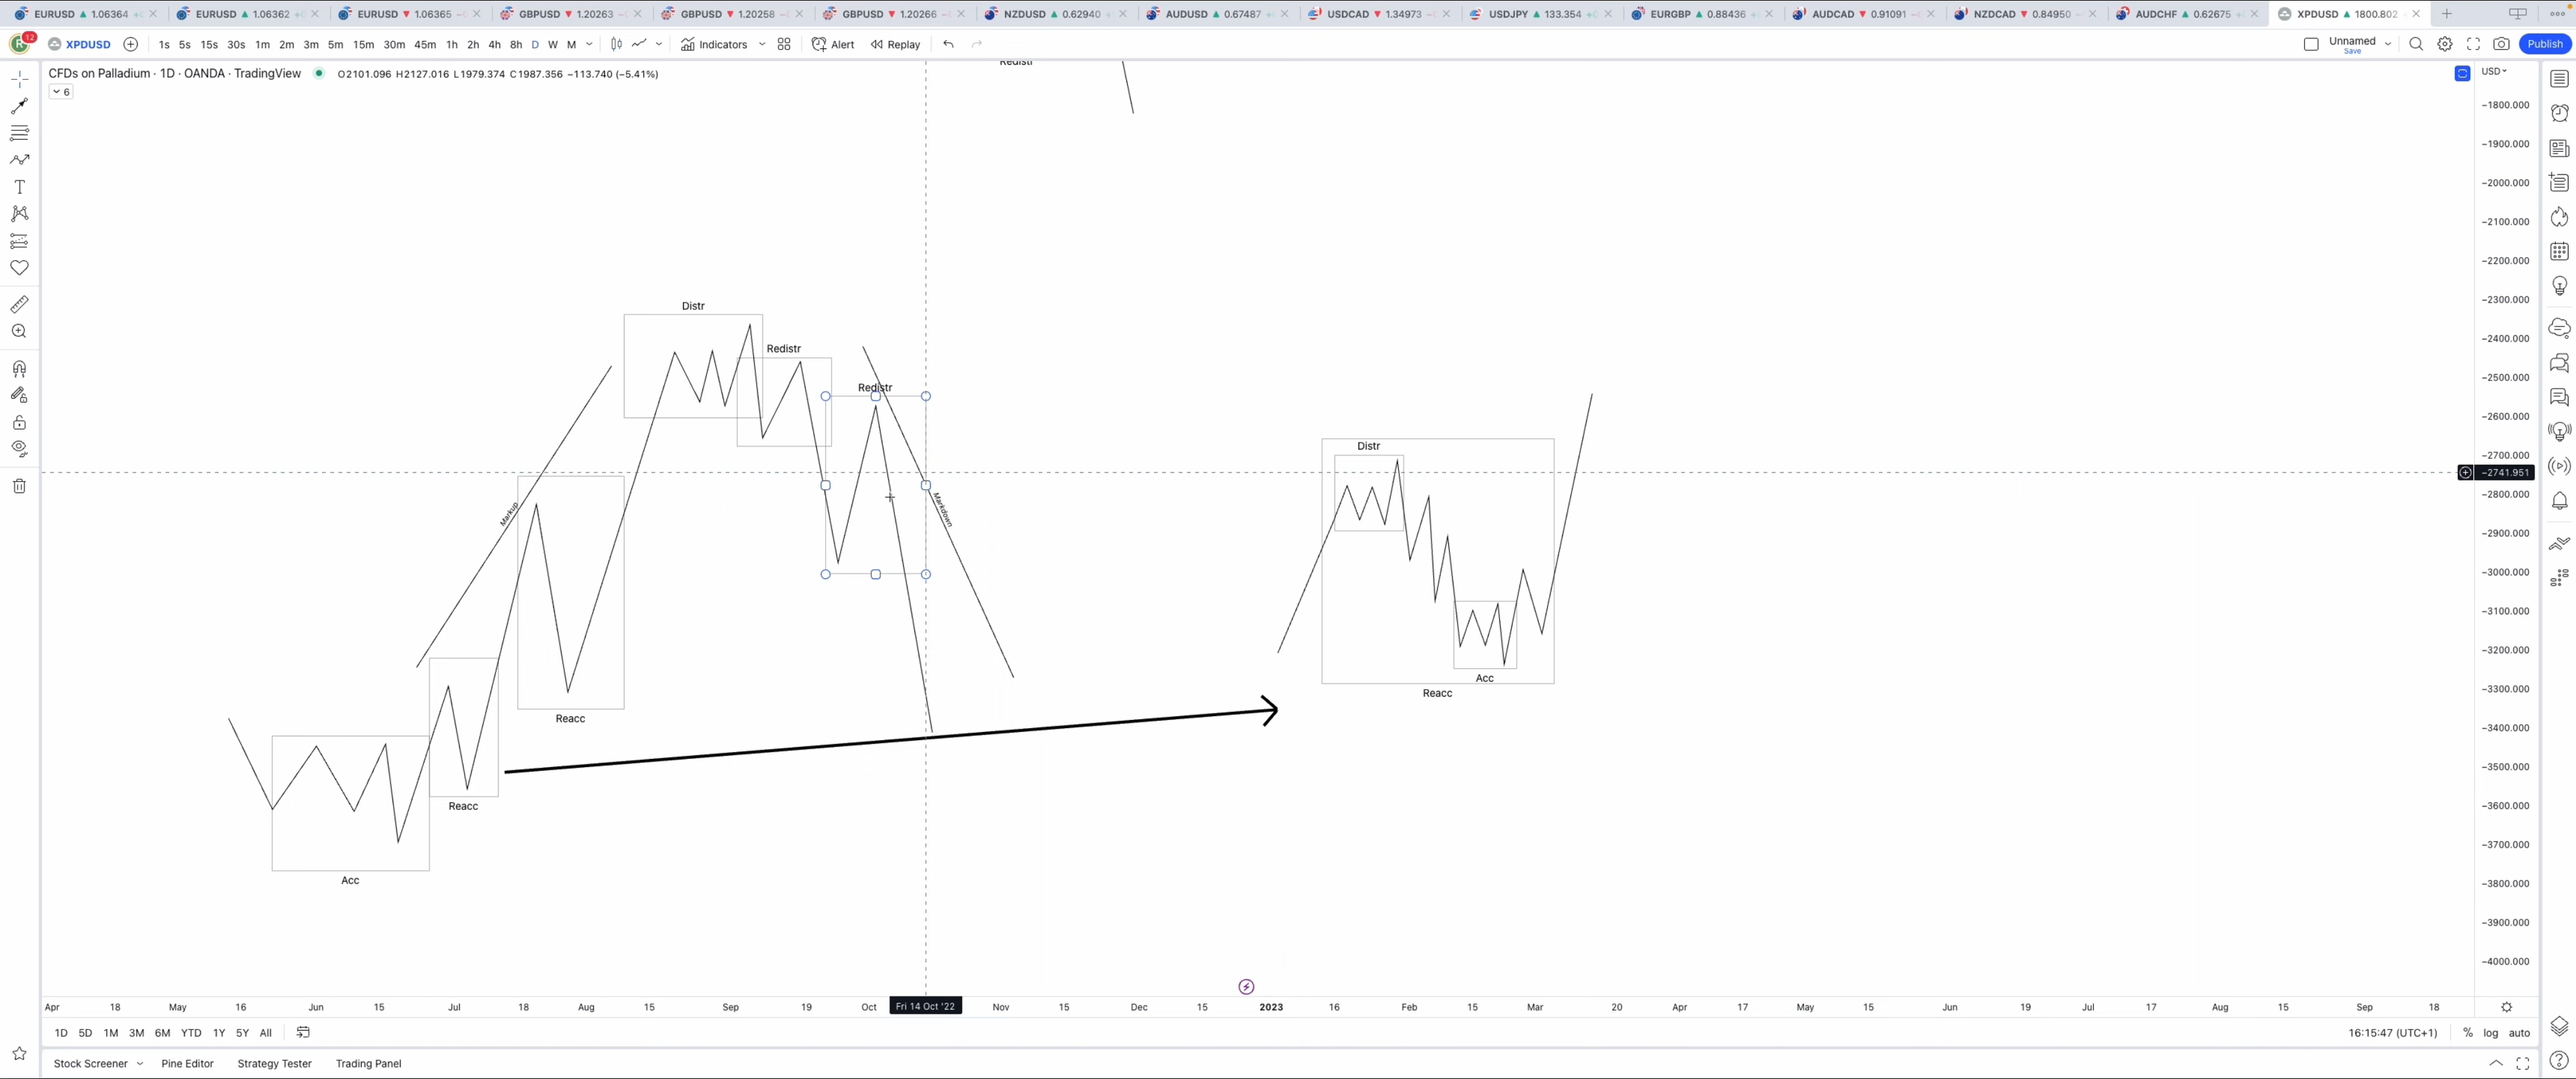 EURUSD ▲ 1.06364
EURUSD ▲ 1.06362
EURUSD ▼ 1.06365
GBPUSD ▼ 1.20263
GBPUSD ▼ 1.20258
GBPUSD ▼ 1.20266
NZDUSD ▲ 0.62940
AUDUSD ▲ 0.67487
USDCAD ▼ 1.34973
USDJPY ▲ 133.354
EURGBP ▲ 0.88436
AUDCAD ▼ 0.91091
NZDCAD ▼ 0.84950
AUDCHF ▲ 0.62675
XPDUSD ▲ 1800.802
R 12 XPDUSD 1s 5s 15s 30s 1m 2m 3m 5m 15m 30m 45m 1h 2h 4h 8h D W M Indicators Alert Replay Unnamed Save Publish
CFDs on Palladium · 1D · OANDA · TradingView O2101.096 H2127.016 L1979.374 C1987.356 −113.740 (−5.41%)
6
USD
Redistr
Distr
Redistr
Redistr
Markup
Markdown
Reacc
Reacc
Acc
Distr
Acc
Reacc
−1800.000
−1900.000
−2000.000
−2100.000
−2200.000
−2300.000
−2400.000
−2500.000
−2600.000
−2700.000
−2741.951
−2800.000
−2900.000
−3000.000
−3100.000
−3200.000
−3300.000
−3400.000
−3500.000
−3600.000
−3700.000
−3800.000
−3900.000
−4000.000
Apr 18 May 16 Jun 15 Jul 18 Aug 15 Sep 19 Oct Fri 14 Oct '22 Nov 15 Dec 15 2023 16 Feb 15 Mar 20 Apr 17 May 15 Jun 19 Jul 17 Aug 15 Sep 18
1D 5D 1M 3M 6M YTD 1Y 5Y All 16:15:47 (UTC+1) % log auto
Stock Screener Pine Editor Strategy Tester Trading Panel